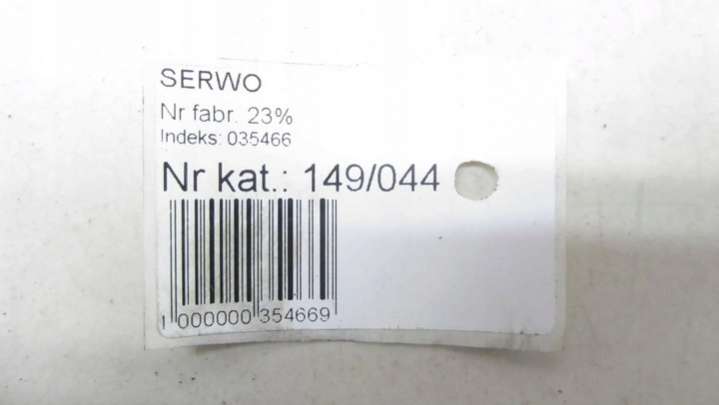 SERWO
Nr fabr. 23%
Indeks: 035466
Nr kat.: 149/044
1 000000 354669